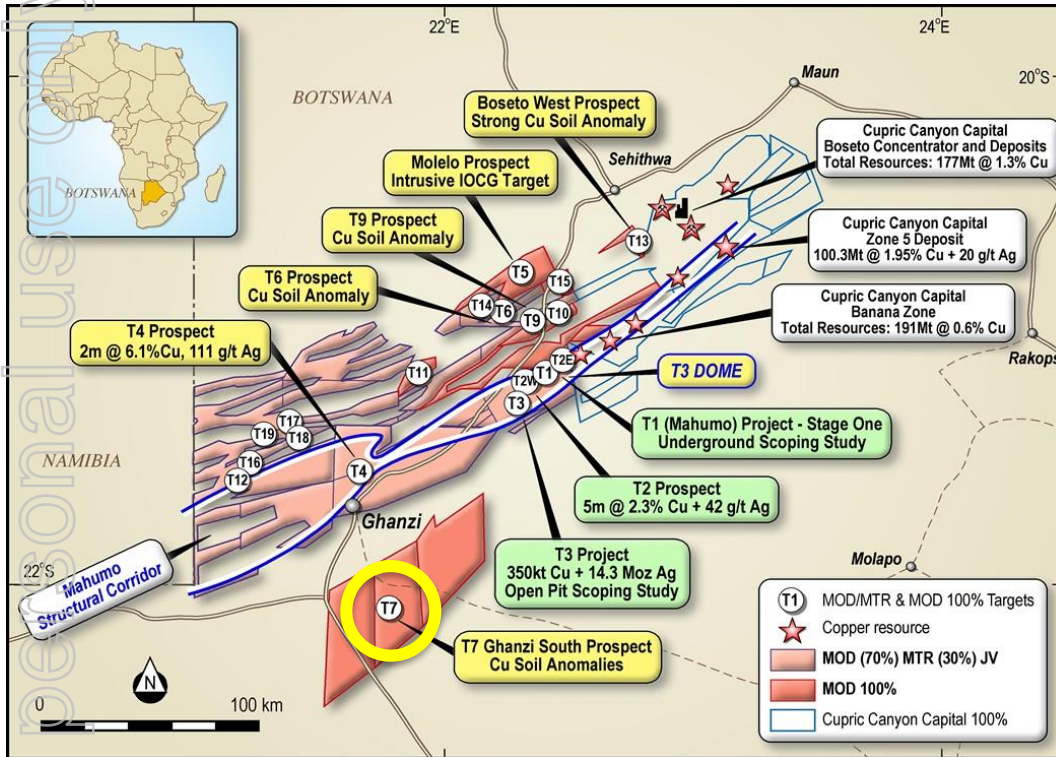 personal use only
22°E
24°E
20°S
Maun
BOTSWANA
BOTSWANA
Boseto West Prospect
Strong Cu Soil Anomaly
Sehithwa
Molelo Prospect
Intrusive IOCG Target
T9 Prospect
Cu Soil Anomaly
T6 Prospect
Cu Soil Anomaly
T4 Prospect
2m @ 6.1%Cu, 111 g/t Ag
Cupric Canyon Capital
Boseto Concentrator and Deposits
Total Resources: 177Mt @ 1.3% Cu
Cupric Canyon Capital
Zone 5 Deposit
100.3Mt @ 1.95% Cu + 20 g/t Ag
Cupric Canyon Capital
Banana Zone
Total Resources: 191Mt @ 0.6% Cu
Rakops
T13
T5
T15
T14
T6
T10
T9
T2E
T1
T2W
T3
T11
T3 DOME
T1 (Mahumo) Project - Stage One
Underground Scoping Study
T17
T19
T18
T16
T12
T4
NAMIBIA
T2 Prospect
5m @ 2.3% Cu + 42 g/t Ag
Ghanzi
T3 Project
350kt Cu + 14.3 Moz Ag
Open Pit Scoping Study
Molapo
22°S
Mahumo
Structural Corridor
T7
T7 Ghanzi South Prospect
Cu Soil Anomalies
N
0
100 km
T1 MOD/MTR & MOD 100% Targets
Copper resource
MOD (70%) MTR (30%) JV
MOD 100%
Cupric Canyon Capital 100%